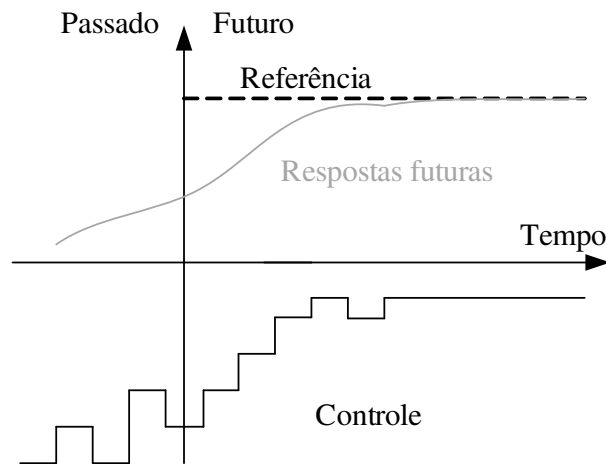 Passado Futuro
Referência
Respostas futuras
Tempo
Controle